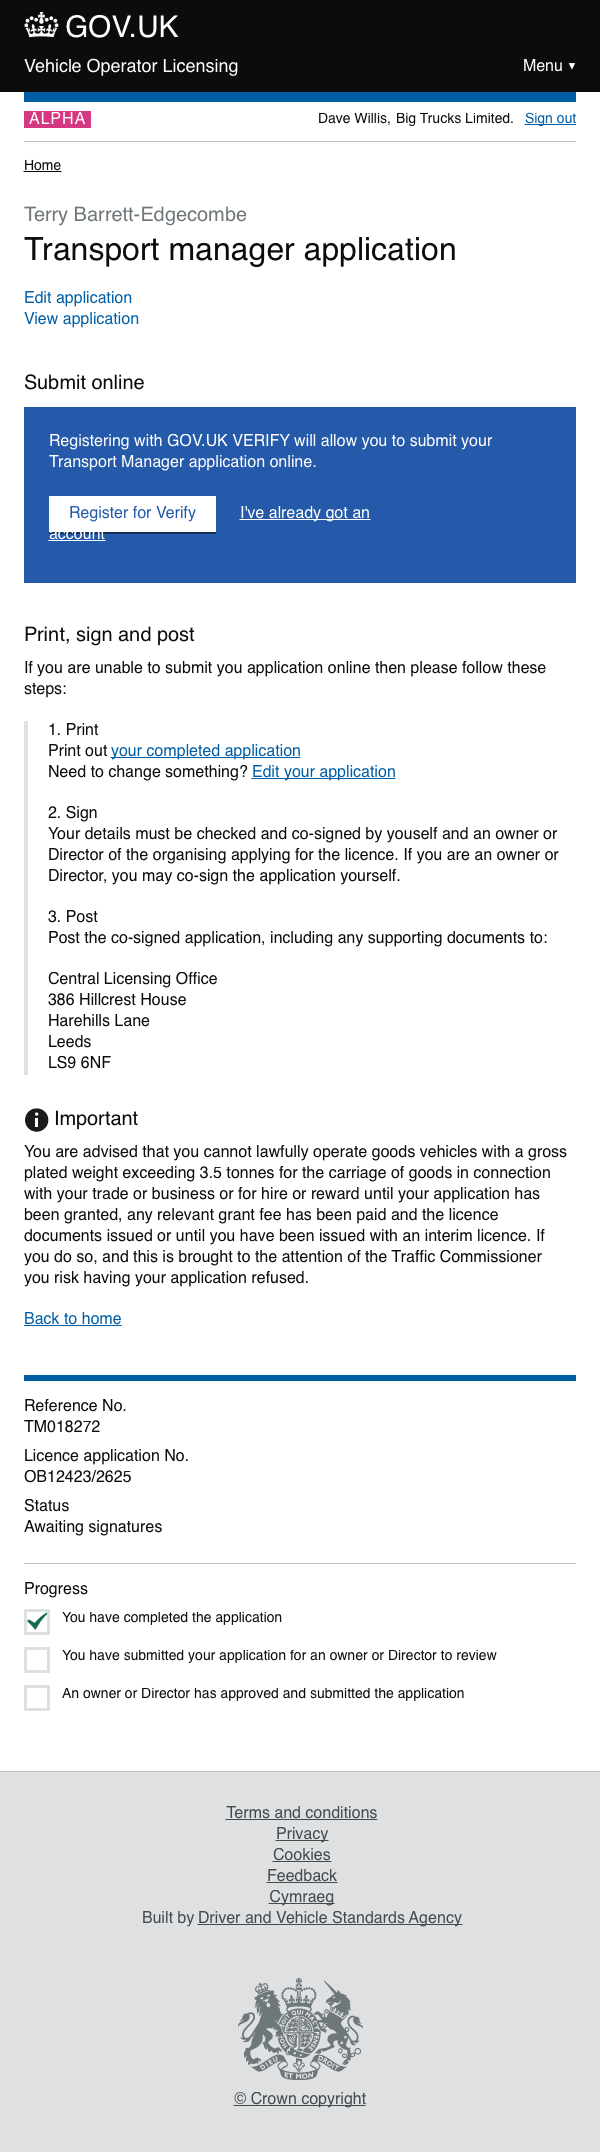 GOV.UK
Vehicle Operator Licensing
Menu ▼
ALPHA
Dave Willis, Big Trucks Limited. Sign out
Home
Terry Barrett-Edgecombe
Transport manager application
Edit application
View application
Submit online
Registering with GOV.UK VERIFY will allow you to submit your
Transport Manager application online.
Register for Verify
I've already got an
account
Print, sign and post
If you are unable to submit you application online then please follow these
steps:
1. Print
Print out your completed application
Need to change something? Edit your application
2. Sign
Your details must be checked and co-signed by youself and an owner or
Director of the organising applying for the licence. If you are an owner or
Director, you may co-sign the application yourself.
3. Post
Post the co-signed application, including any supporting documents to:
Central Licensing Office
386 Hillcrest House
Harehills Lane
Leeds
LS9 6NF
Important
You are advised that you cannot lawfully operate goods vehicles with a gross
plated weight exceeding 3.5 tonnes for the carriage of goods in connection
with your trade or business or for hire or reward until your application has
been granted, any relevant grant fee has been paid and the licence
documents issued or until you have been issued with an interim licence. If
you do so, and this is brought to the attention of the Traffic Commissioner
you risk having your application refused.
Back to home
Reference No.
TM018272
Licence application No.
OB12423/2625
Status
Awaiting signatures
Progress
You have completed the application
You have submitted your application for an owner or Director to review
An owner or Director has approved and submitted the application
Terms and conditions
Privacy
Cookies
Feedback
Cymraeg
Built by Driver and Vehicle Standards Agency
DIEU ET MON DROIT
© Crown copyright